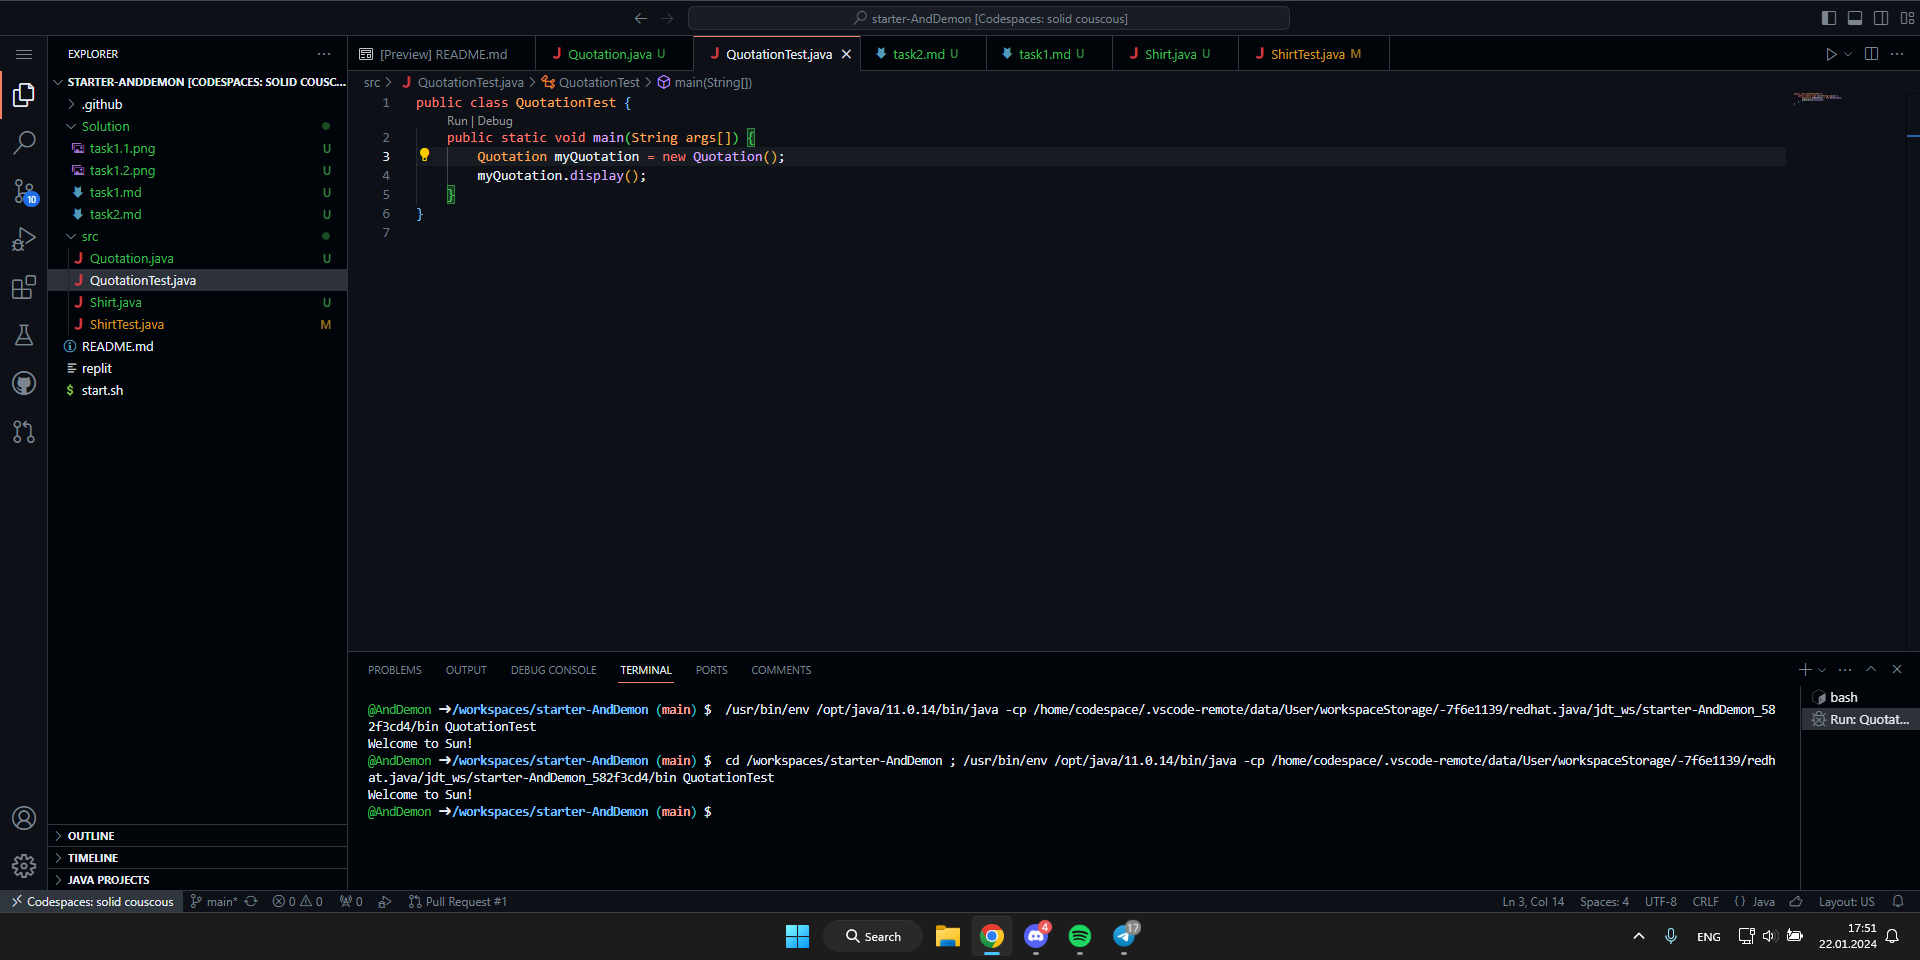 starter-AndDemon [Codespaces: solid couscous]
EXPLORER
[Preview] README.md
Quotation.java U
QuotationTest.java
task2.md U
task1.md U
Shirt.java U
ShirtTest.java M
STARTER-ANDDEMON [CODESPACES: SOLID COUSC...
src > QuotationTest.java > QuotationTest > main(String[])
.github
Solution
task1.1.png U
task1.2.png U
task1.md U
task2.md U
src
Quotation.java U
QuotationTest.java
Shirt.java U
ShirtTest.java M
README.md
replit
$ start.sh
10
1 public class QuotationTest {
Run | Debug
2 public static void main(String args[]) {
3 Quotation myQuotation = new Quotation();
4 myQuotation.display();
5 }
6 }
7
PROBLEMS OUTPUT DEBUG CONSOLE TERMINAL PORTS COMMENTS
@AndDemon ➜/workspaces/starter-AndDemon (main) $ /usr/bin/env /opt/java/11.0.14/bin/java -cp /home/codespace/.vscode-remote/data/User/workspaceStorage/-7f6e1139/redhat.java/jdt_ws/starter-AndDemon_58
2f3cd4/bin QuotationTest
Welcome to Sun!
@AndDemon ➜/workspaces/starter-AndDemon (main) $ cd /workspaces/starter-AndDemon ; /usr/bin/env /opt/java/11.0.14/bin/java -cp /home/codespace/.vscode-remote/data/User/workspaceStorage/-7f6e1139/redh
at.java/jdt_ws/starter-AndDemon_582f3cd4/bin QuotationTest
Welcome to Sun!
@AndDemon ➜/workspaces/starter-AndDemon (main) $
bash
Run: Quotat...
OUTLINE
TIMELINE
JAVA PROJECTS
Codespaces: solid couscous main* 0 0 0 Pull Request #1
Ln 3, Col 14 Spaces: 4 UTF-8 CRLF {} Java Layout: US
Search
4
17
ENG
17:51
22.01.2024